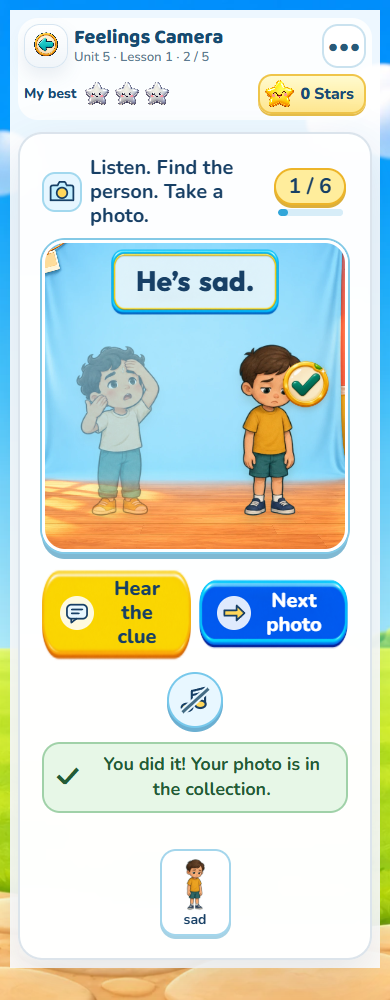 Feelings Camera
Unit 5 · Lesson 1 · 2 / 5
My best
0 Stars
Listen. Find the
person. Take a
photo.
1 / 6
He’s sad.
Hear
the
clue
Next
photo
You did it! Your photo is in
the collection.
sad